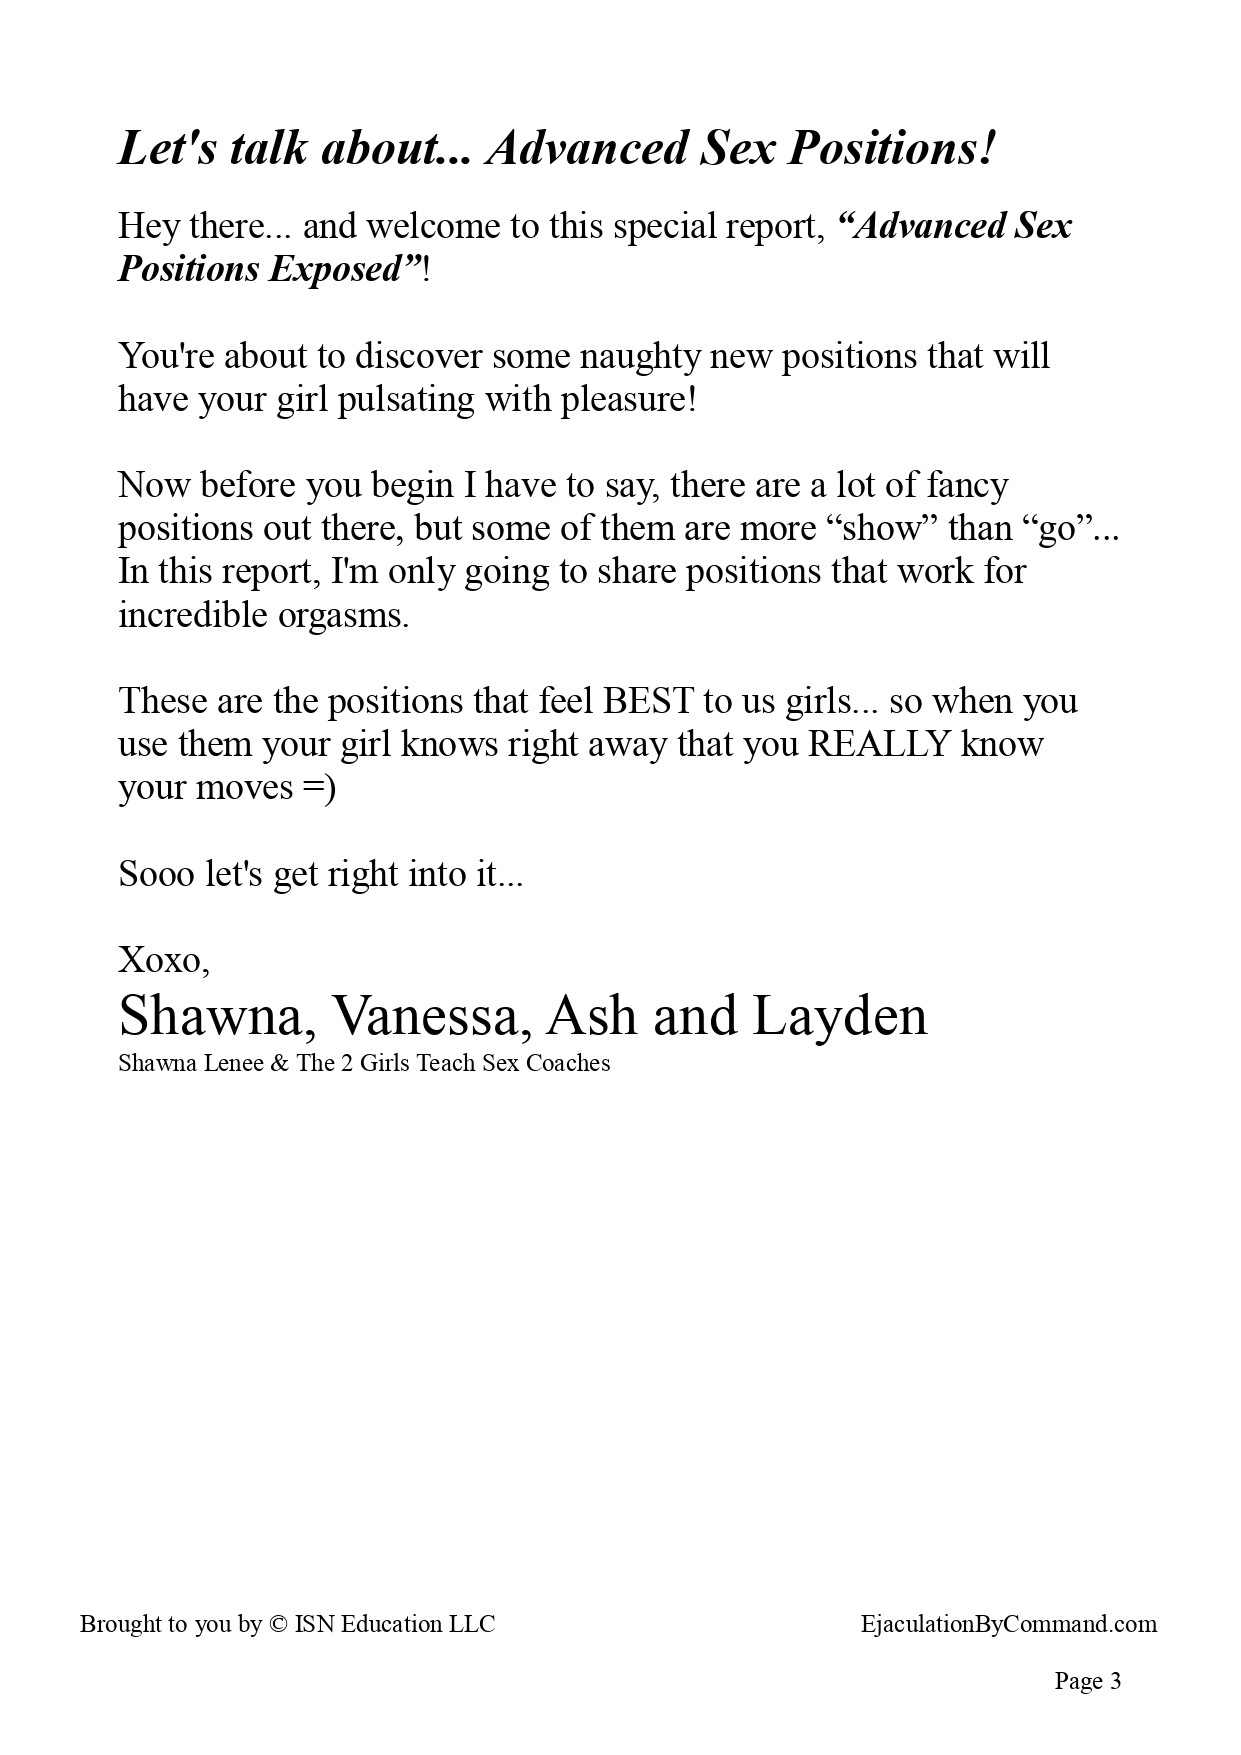 Let's talk about... Advanced Sex Positions!
Hey there... and welcome to this special report, “Advanced Sex
Positions Exposed”!
You're about to discover some naughty new positions that will
have your girl pulsating with pleasure!
Now before you begin I have to say, there are a lot of fancy
positions out there, but some of them are more “show” than “go”...
In this report, I'm only going to share positions that work for
incredible orgasms.
These are the positions that feel BEST to us girls... so when you
use them your girl knows right away that you REALLY know
your moves =)
Sooo let's get right into it...
Xoxo,
Shawna, Vanessa, Ash and Layden
Shawna Lenee & The 2 Girls Teach Sex Coaches
Brought to you by © ISN Education LLC EjaculationByCommand.com
Page 3